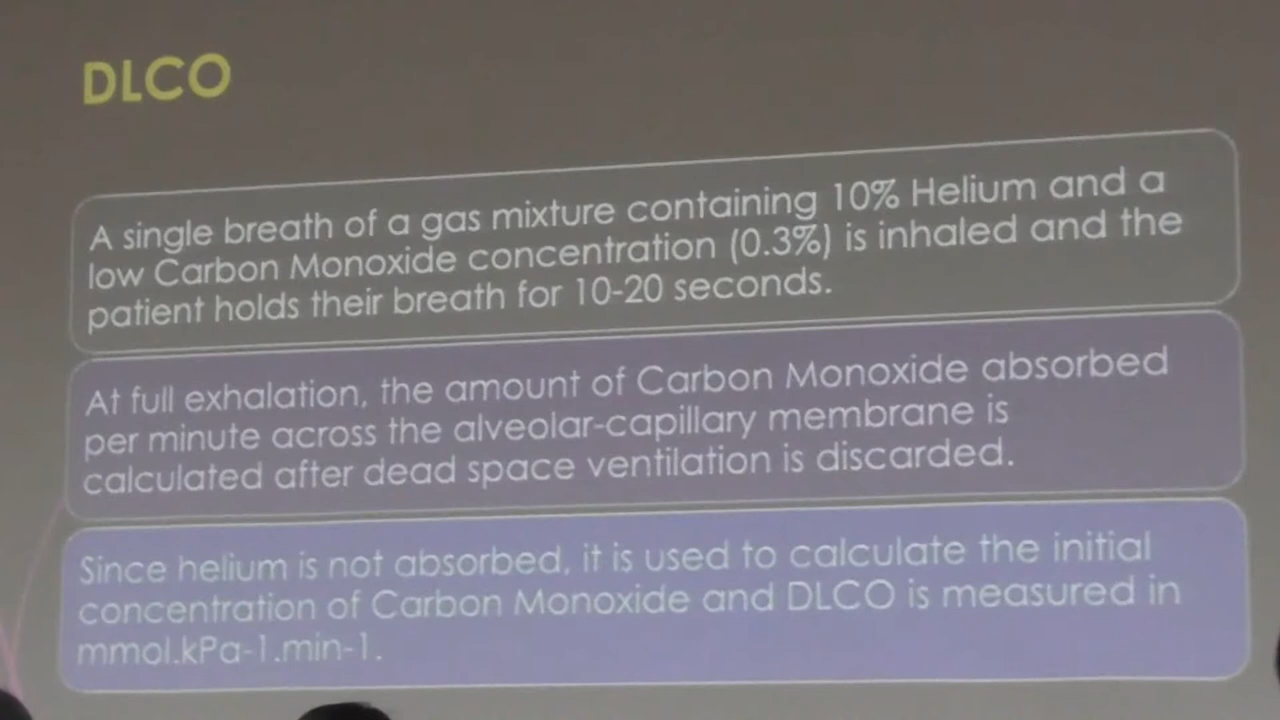 DLCO
A single breath of a gas mixture containing 10% Helium and a
low Carbon Monoxide concentration (0.3%) is inhaled and the
patient holds their breath for 10-20 seconds.
At full exhalation, the amount of Carbon Monoxide absorbed
per minute across the alveolar-capillary membrane is
calculated after dead space ventilation is discarded.
Since helium is not absorbed, it is used to calculate the initial
concentration of Carbon Monoxide and DLCO is measured in
mmol.kPa-1.min-1.